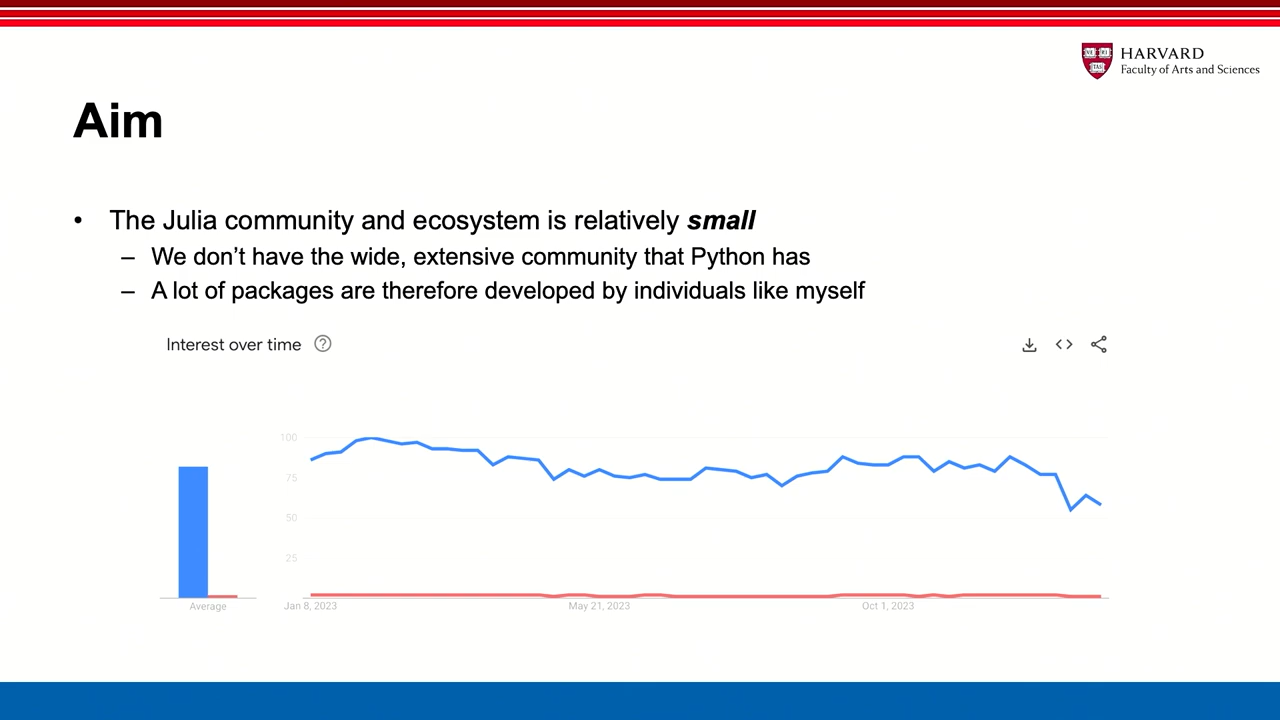 HARVARD
Faculty of Arts and Sciences
Aim
• The Julia community and ecosystem is relatively small
– We don’t have the wide, extensive community that Python has
– A lot of packages are therefore developed by individuals like myself
Interest over time ?
100
75
50
25
Average
Jan 8, 2023
May 21, 2023
Oct 1, 2023